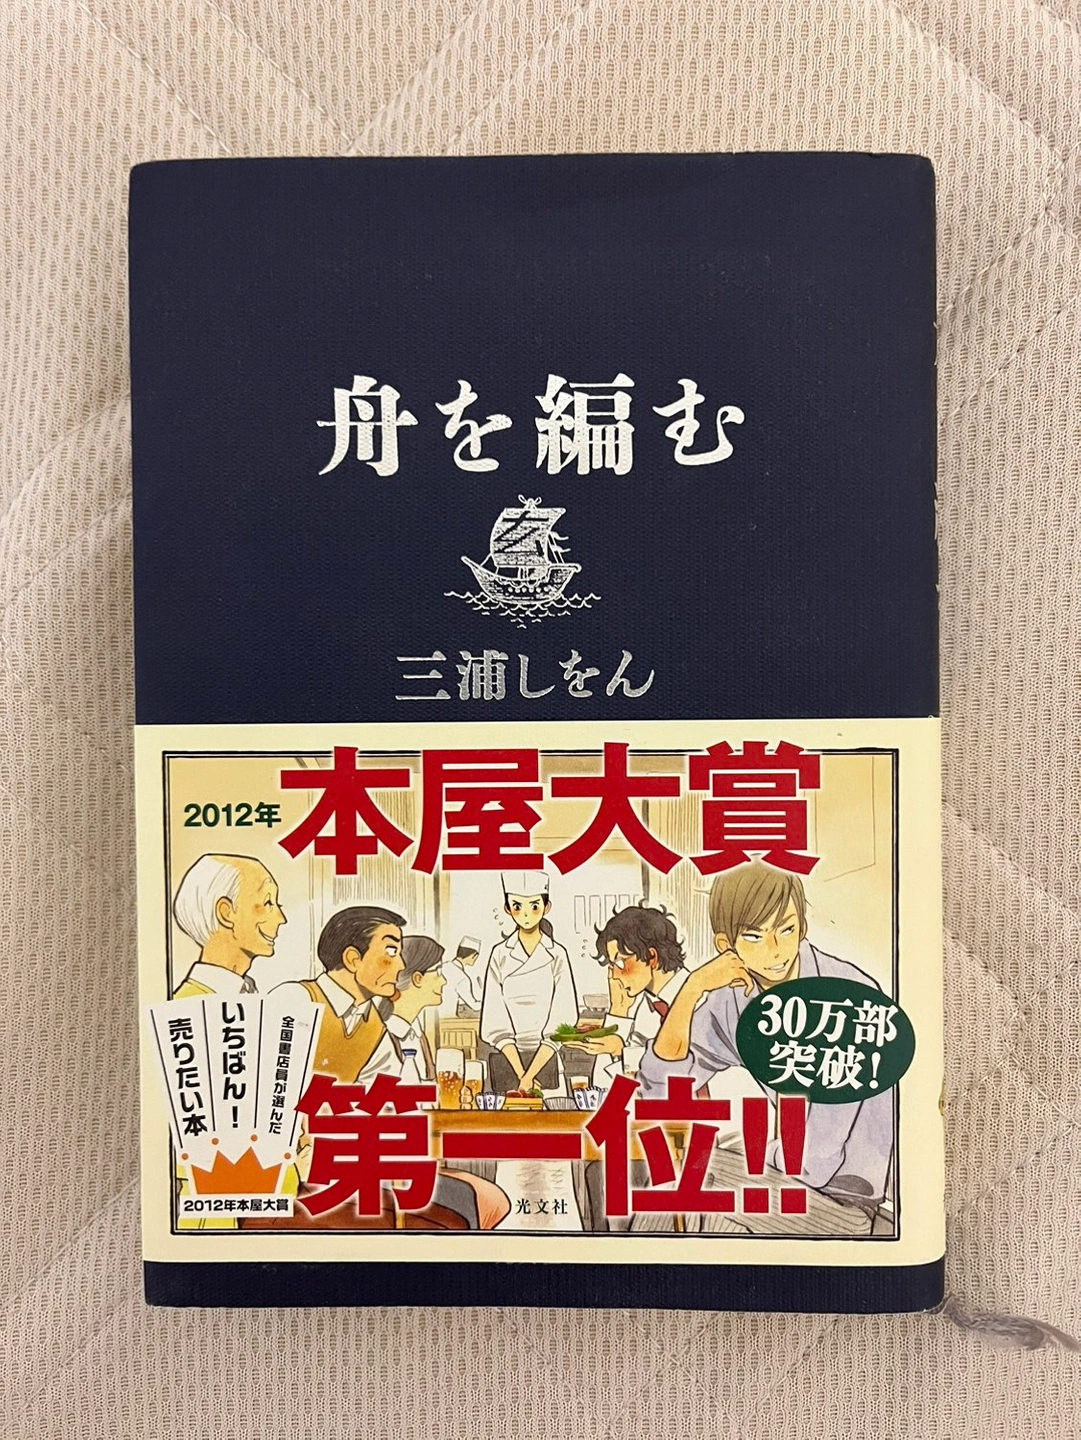 舟を編む
三浦しをん
2012年
本屋大賞
全国書店員が選んだ
いちばん!
売りたい本
2012年本屋大賞
30万部
突破!
第一位!!
光文社